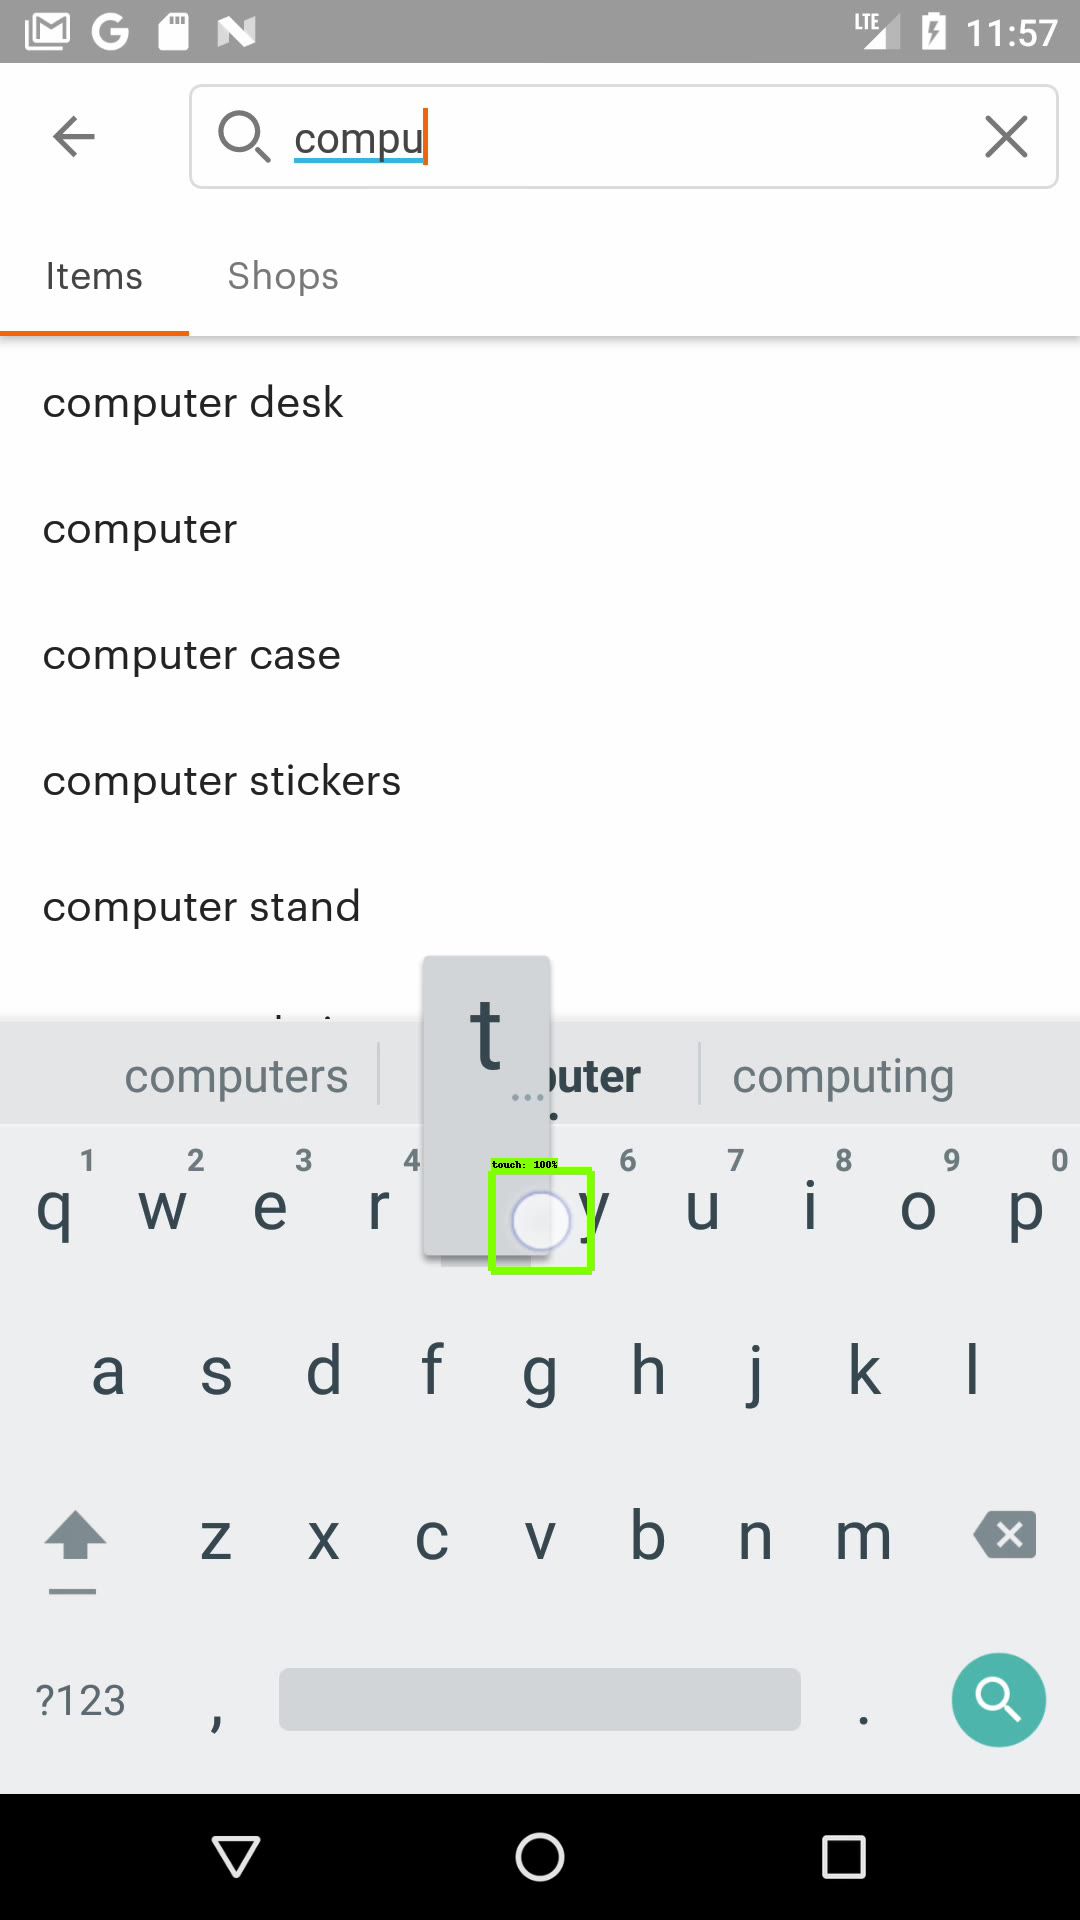 LTE 11:57
compu
Items Shops
computer desk
computer
computer case
computer stickers
computer stand
t
computers puter computing
touch: 100%
1 2 3 4 6 7 8 9 0
q w e r y u i o p
a s d f g h j k l
z x c v b n m
?123 , .